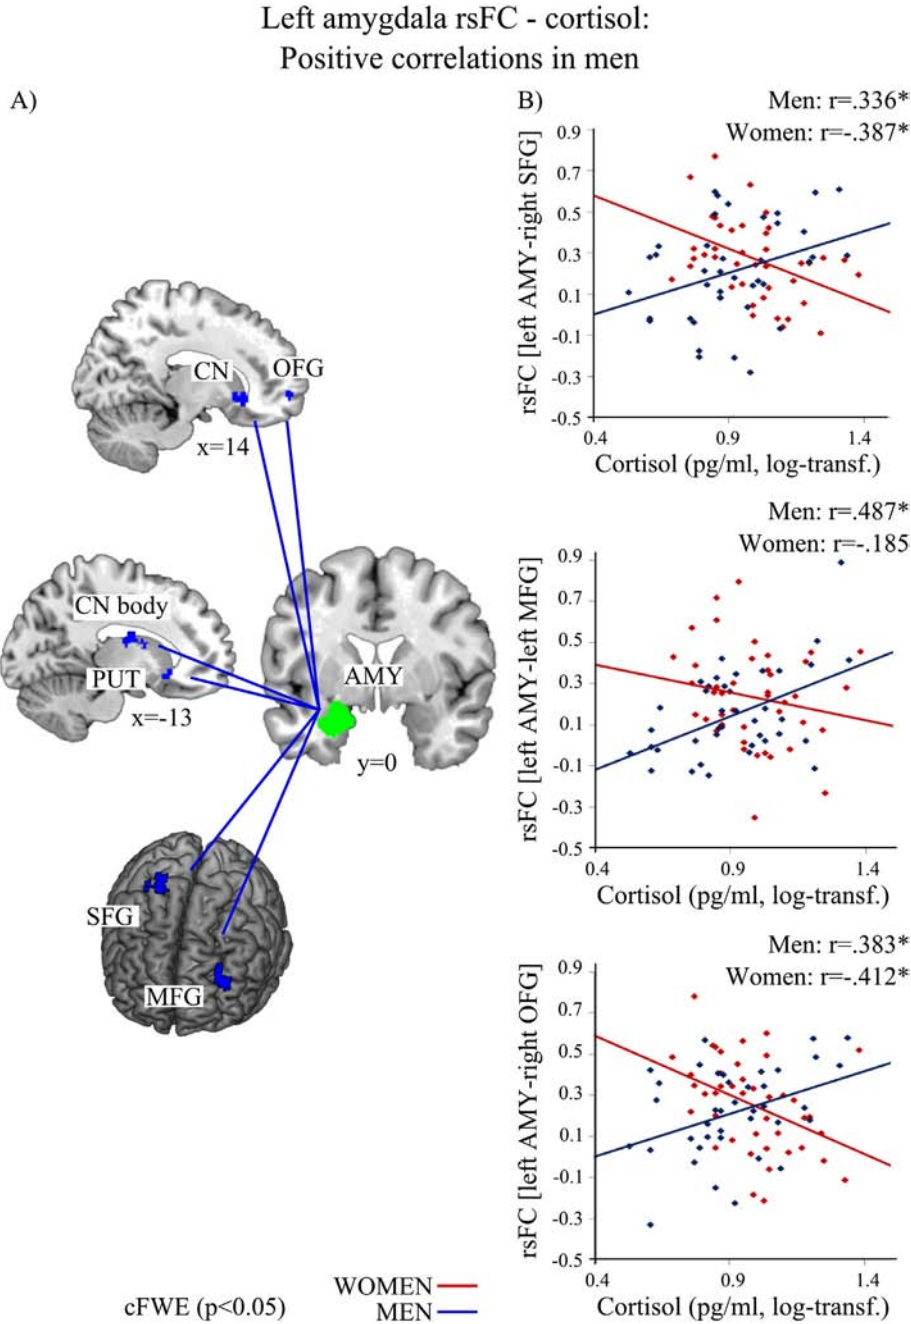 Left amygdala rsFC - cortisol:
Positive correlations in men
A)
CN
OFG
x=14
CN body
PUT
x=-13
AMY
y=0
SFG
MFG
cFWE (p<0.05)
WOMEN
MEN
B)
Men: r=.336*
Women: r=-.387*
rsFC [left AMY-right SFG]
0.9
0.7
0.5
0.3
0.1
-0.1
-0.3
-0.5
0.4 0.9 1.4
Cortisol (pg/ml, log-transf.)
Men: r=.487*
Women: r=-.185
rsFC [left AMY-left MFG]
0.9
0.7
0.5
0.3
0.1
-0.1
-0.3
-0.5
0.4 0.9 1.4
Cortisol (pg/ml, log-transf.)
Men: r=.383*
Women: r=-.412*
rsFC [left AMY-right OFG]
0.9
0.7
0.5
0.3
0.1
-0.1
-0.3
-0.5
0.4 0.9 1.4
Cortisol (pg/ml, log-transf.)